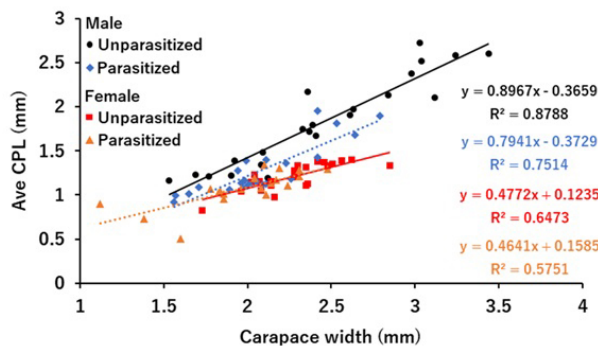 Male
Unparasitized
Parasitized
Female
Unparasitized
Parasitized
y = 0.8967x - 0.3659
R² = 0.8788
y = 0.7941x - 0.3729
R² = 0.7514
y = 0.4772x + 0.1235
R² = 0.6473
y = 0.4641x + 0.1585
R² = 0.5751
Ave CPL (mm)
3
2.5
2
1.5
1
0.5
0
1
1.5
2
2.5
3
3.5
4
Carapace width (mm)